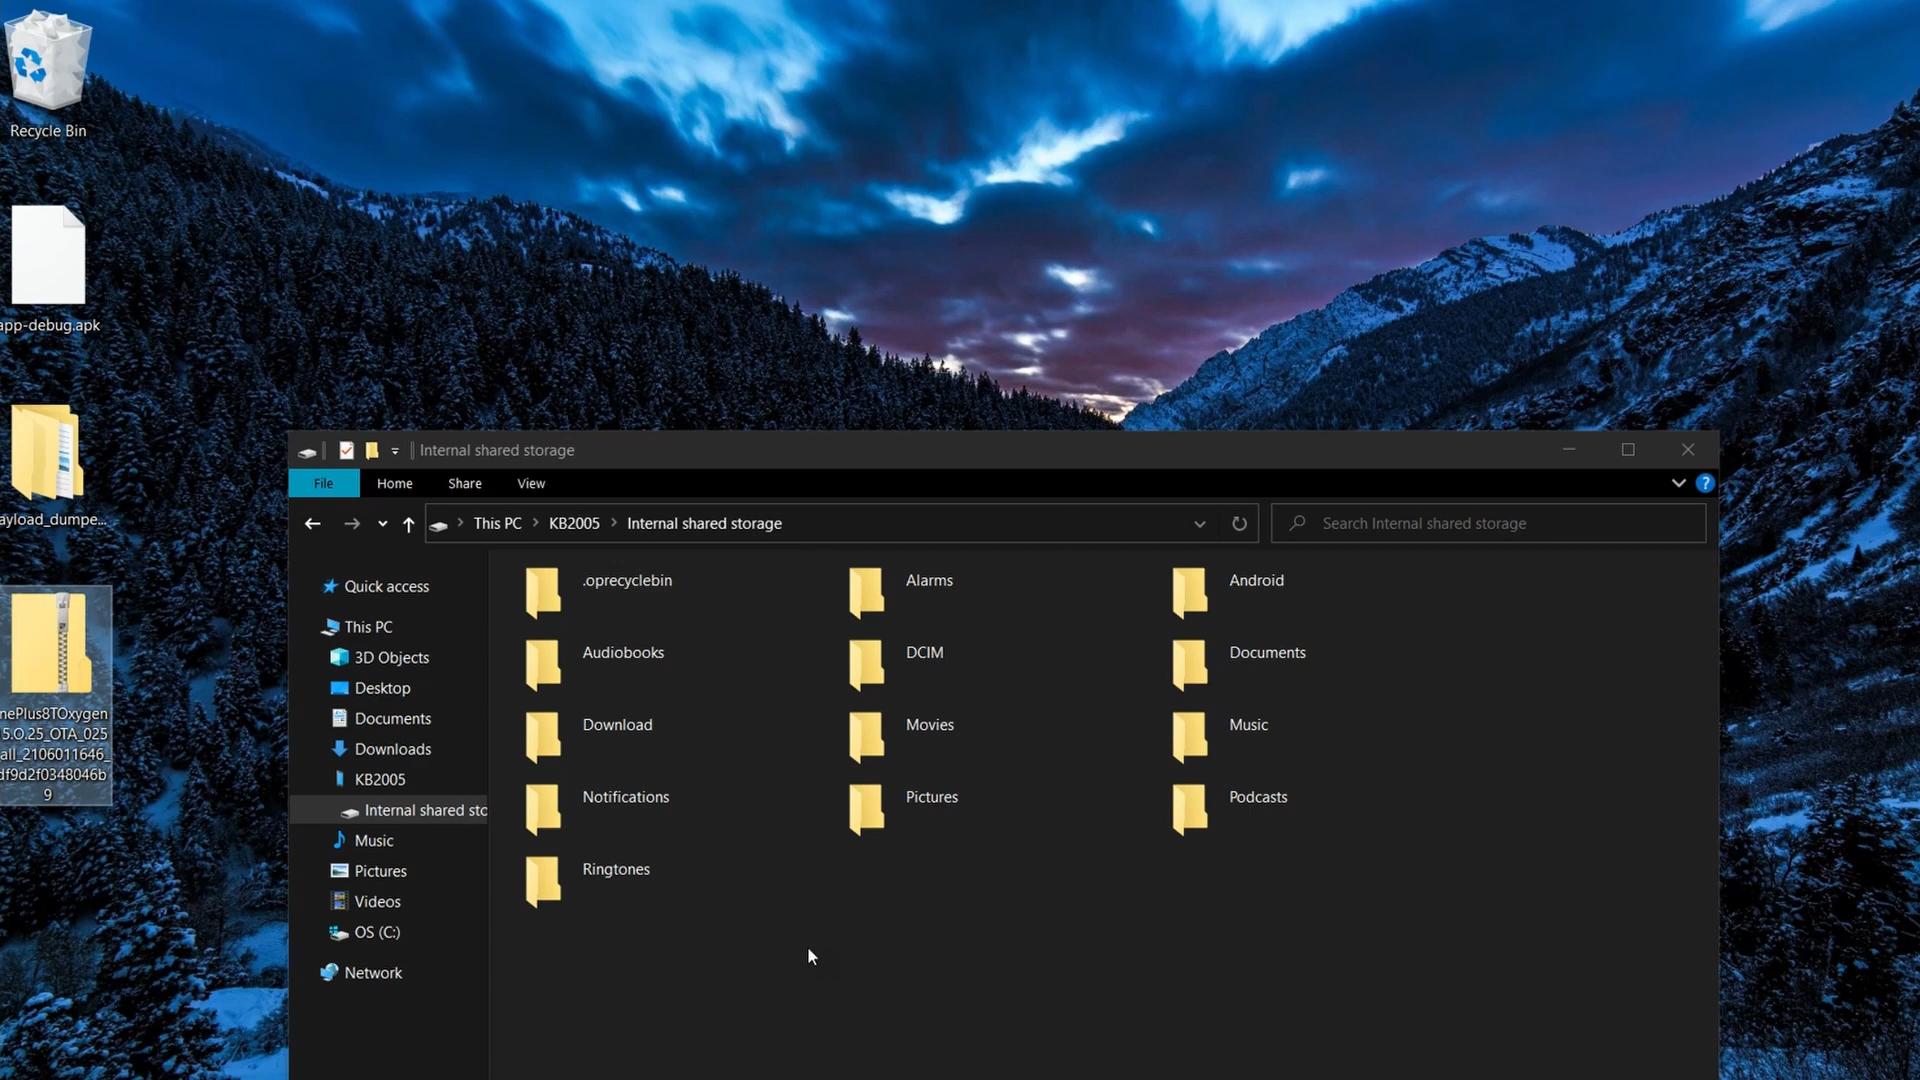 Recycle Bin
app-debug.apk
ayload_dumpe...
nePlus8TOxygen
5.O.25_OTA_025
all_2106011646_
df9d2f0348046b
9
Internal shared storage
File Home Share View
This PC KB2005 Internal shared storage
Search Internal shared storage
Quick access
This PC
3D Objects
Desktop
Documents
Downloads
KB2005
Internal shared sto
Music
Pictures
Videos
OS (C:)
Network
.oprecyclebin Alarms Android
Audiobooks DCIM Documents
Download Movies Music
Notifications Pictures Podcasts
Ringtones